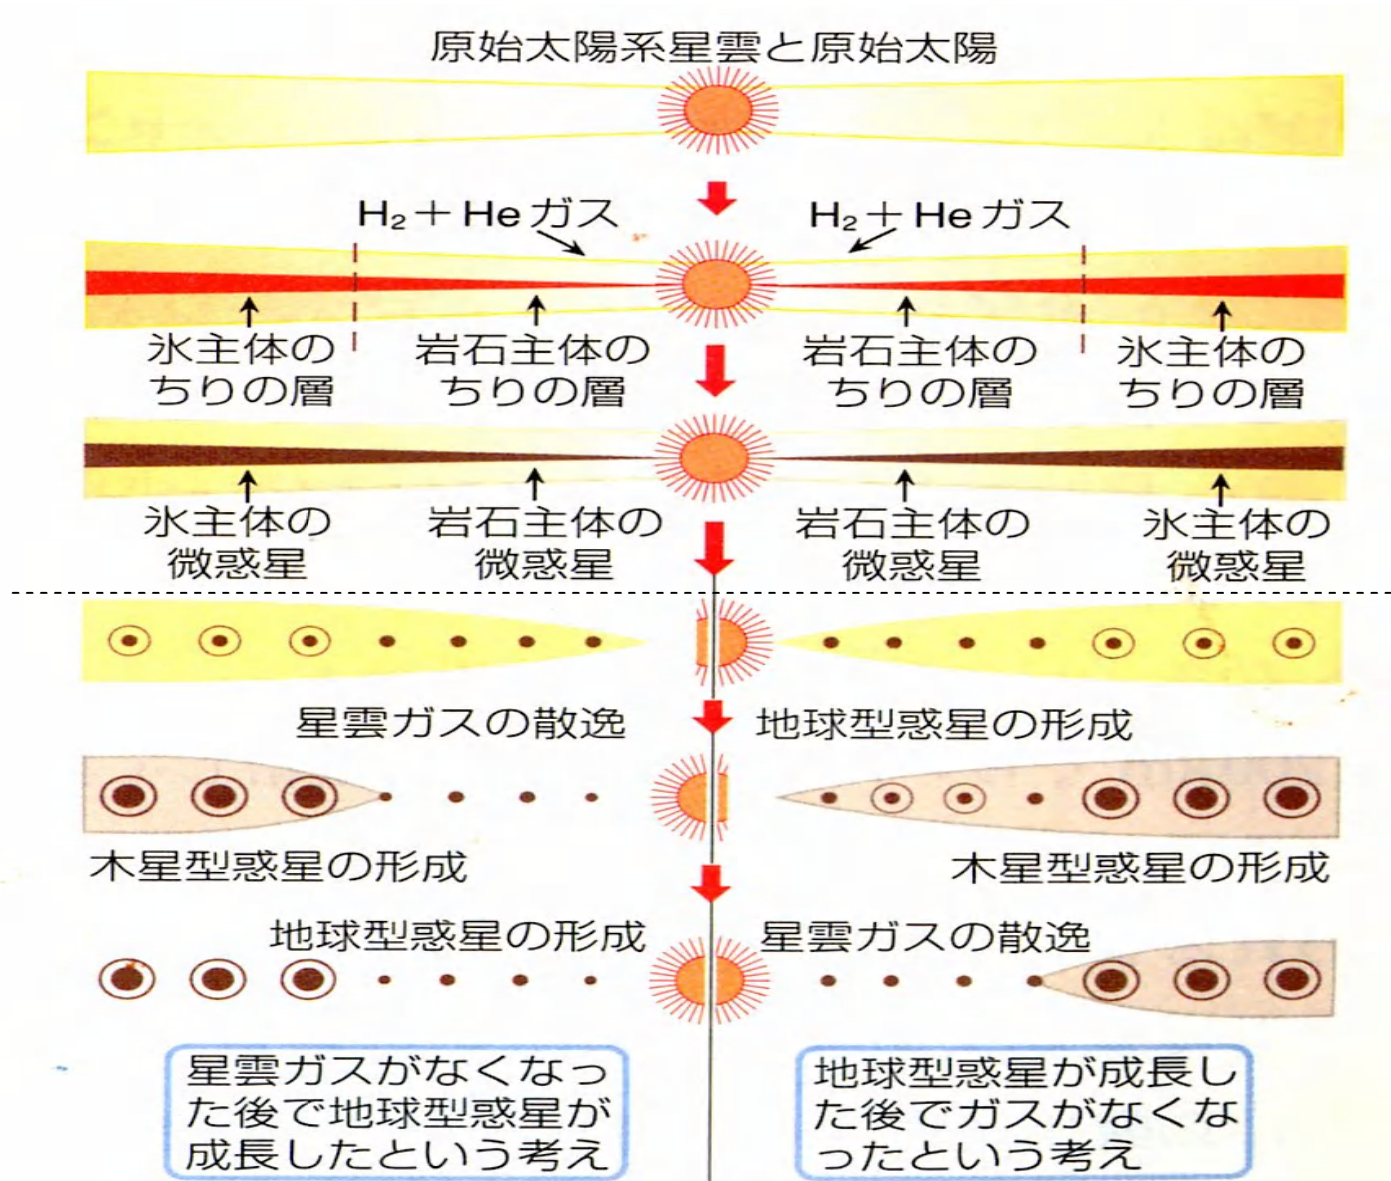 原始太陽系星雲と原始太陽
H₂＋Heガス
H₂＋Heガス
氷主体の
ちりの層
岩石主体の
ちりの層
岩石主体の
ちりの層
氷主体の
ちりの層
氷主体の
微惑星
岩石主体の
微惑星
岩石主体の
微惑星
氷主体の
微惑星
星雲ガスの散逸
地球型惑星の形成
木星型惑星の形成
木星型惑星の形成
地球型惑星の形成
星雲ガスの散逸
星雲ガスがなくなっ
た後で地球型惑星が
成長したという考え
地球型惑星が成長し
た後でガスがなくな
ったという考え